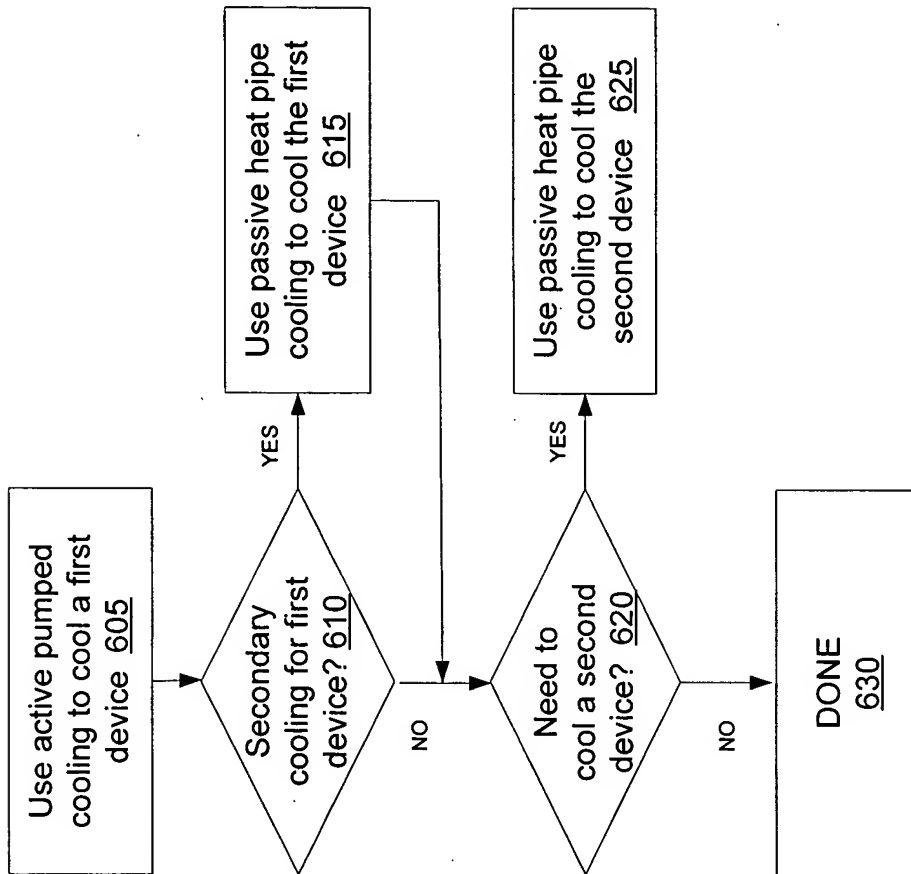 Use active pumped
cooling to cool a first
device 605
Secondary
cooling for first
device? 610
YES
Use passive heat pipe
cooling to cool the first
device 615
NO
Need to
cool a second
device? 620
YES
Use passive heat pipe
cooling to cool the
second device 625
NO
DONE
630